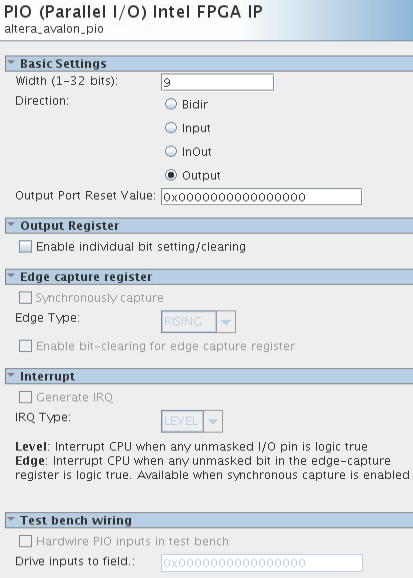 PIO (Parallel I/O) Intel FPGA IP
altera_avalon_pio
Basic Settings
Width (1-32 bits): 9
Direction: Bidir
Input
InOut
Output
Output Port Reset Value: 0x0000000000000000
Output Register
Enable individual bit setting/clearing
Edge capture register
Synchronously capture
Edge Type: RISING
Enable bit-clearing for edge capture register
Interrupt
Generate IRQ
IRQ Type: LEVEL
Level: Interrupt CPU when any unmasked I/O pin is logic true
Edge: Interrupt CPU when any unmasked bit in the edge-capture
register is logic true. Available when synchronous capture is enabled
Test bench wiring
Hardwire PIO inputs in test bench
Drive inputs to field.: 0x0000000000000000